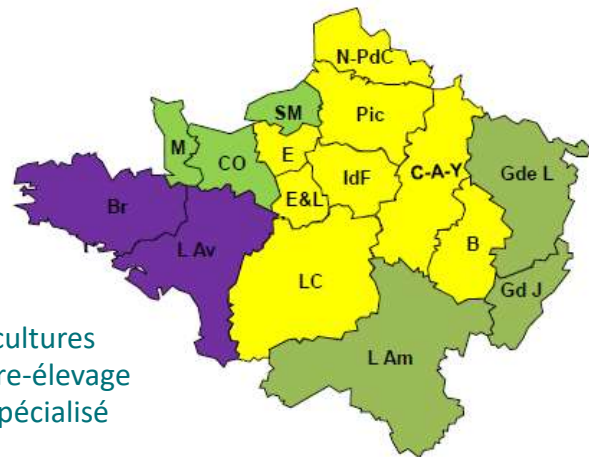 N-PdC
SM
Pic
M
CO
E
C-A-Y
Gde L
E&L
IdF
Br
L Av
B
LC
Gd J
L Am
cultures
re-élevage
pécialisé